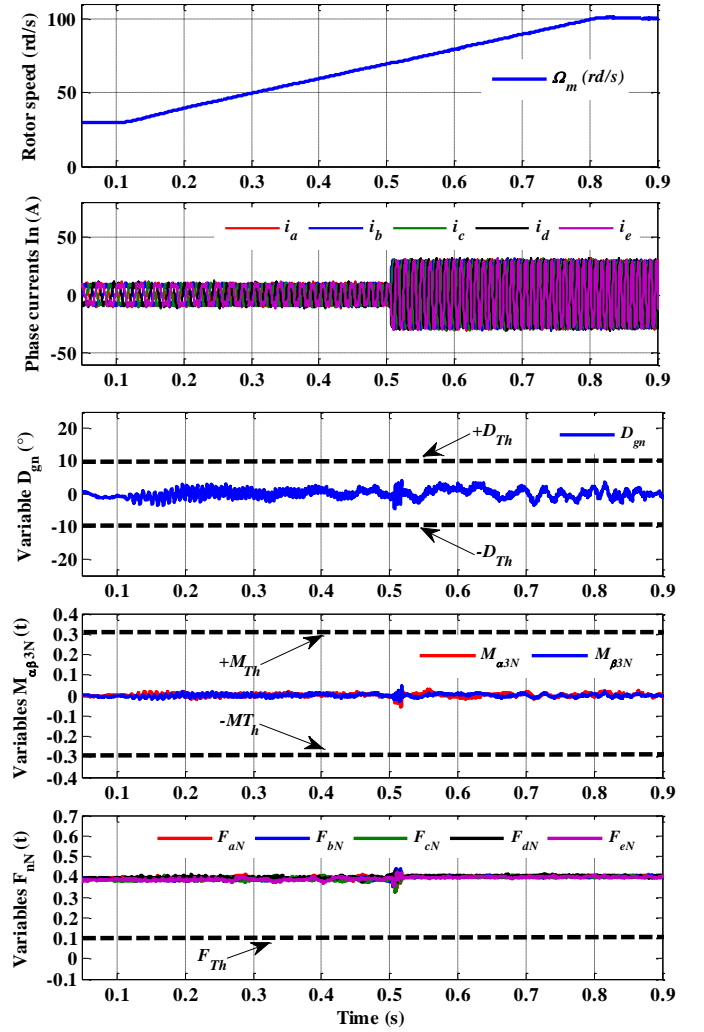 Rotor speed (rd/s)
100
50
0
Ω_m (rd/s)
0.1 0.2 0.3 0.4 0.5 0.6 0.7 0.8 0.9
Phase currents In (A)
50
0
-50
i_a i_b i_c i_d i_e
0.1 0.2 0.3 0.4 0.5 0.6 0.7 0.8 0.9
Variable D_gn (°)
20
10
0
-10
-20
+D_Th
D_gn
-D_Th
0.1 0.2 0.3 0.4 0.5 0.6 0.7 0.8 0.9
Variables M_αβ3N (t)
0.4
0.3
0.2
0.1
0
-0.1
-0.2
-0.3
-0.4
+M_Th
M_α3N M_β3N
-MT_h
0.1 0.2 0.3 0.4 0.5 0.6 0.7 0.8 0.9
Variables F_nN (t)
0.7
0.6
0.5
0.4
0.3
0.2
0.1
0
-0.1
F_aN F_bN F_cN F_dN F_eN
F_Th
0.1 0.2 0.3 0.4 0.5 0.6 0.7 0.8 0.9
Time (s)